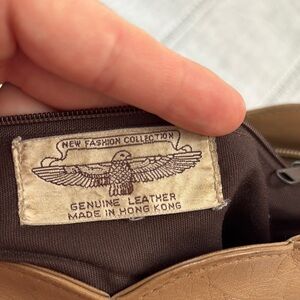 NEW FASHION COLLECTION
GENUINE LEATHER
MADE IN HONG KONG